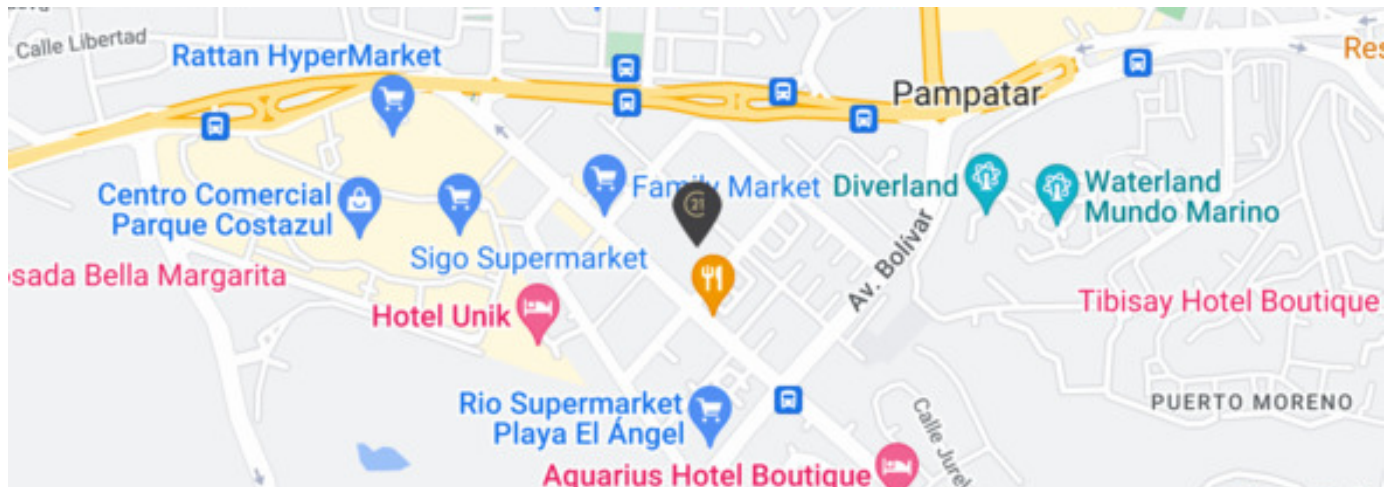 Calle Libertad
Rattan HyperMarket
Res
Pampatar
Centro Comercial
Parque Costazul
Family Market
21
Diverland
Waterland
Mundo Marino
Sigo Supermarket
osada Bella Margarita
Av. Bolívar
Hotel Unik
Tibisay Hotel Boutique
Rio Supermarket
Playa El Ángel
PUERTO MORENO
Calle Jurel
Aquarius Hotel Boutique